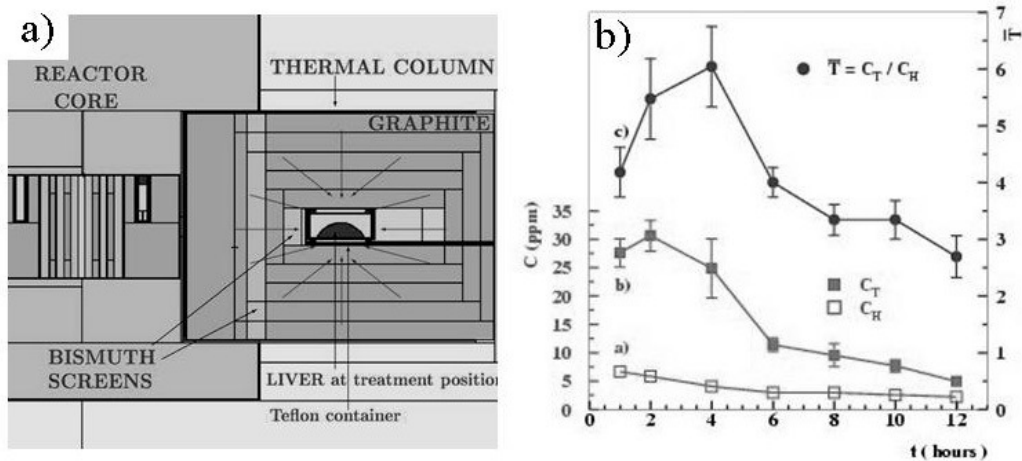 a)
REACTOR
CORE
THERMAL COLUMN
GRAPHITE
BISMUTH
SCREENS
LIVER at treatment position
Teflon container
b)
T = C_T / C_H
c)
b)
C_T
C_H
a)
C (ppm)
35
30
25
20
15
10
5
0
T
7
6
5
4
3
2
1
0
0 2 4 6 8 10 12
t ( hours )